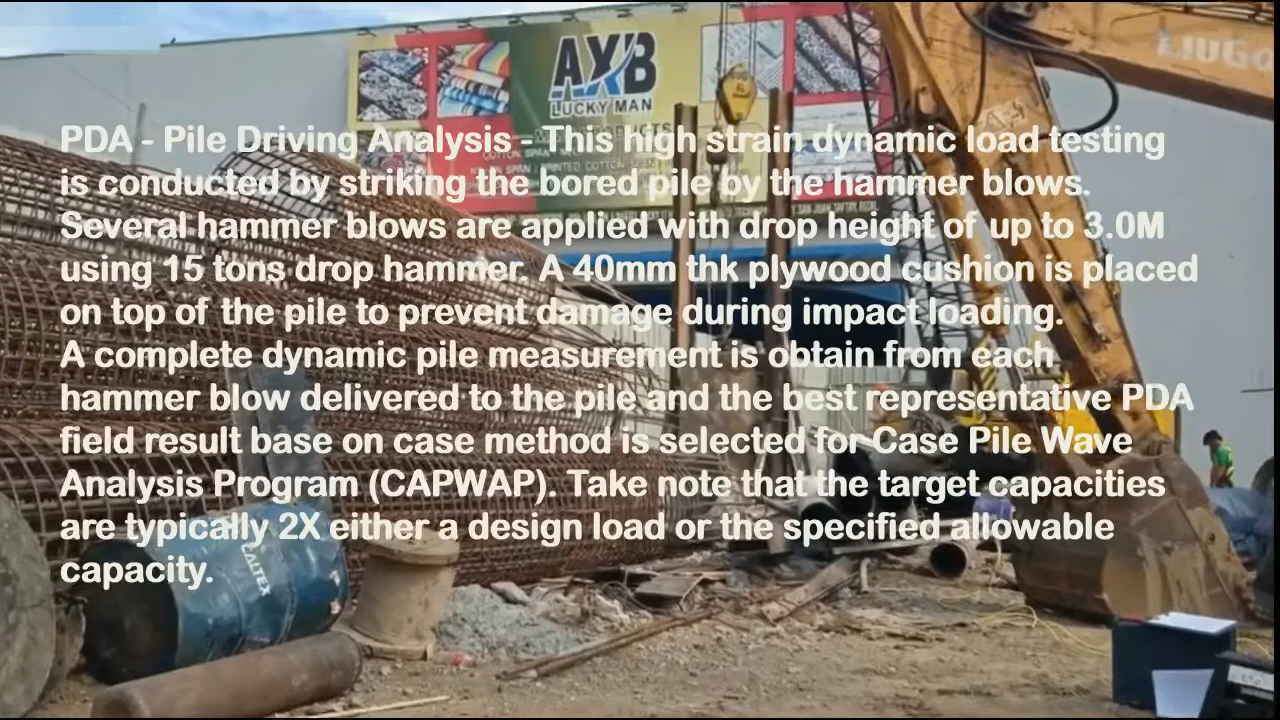 LiuGo
AXB
LUCKY MAN
PDA - Pile Driving Analysis - This high strain dynamic load testing
is conducted by striking the bored pile by the hammer blows.
Several hammer blows are applied with drop height of up to 3.0M
using 15 tons drop hammer. A 40mm thk plywood cushion is placed
on top of the pile to prevent damage during impact loading.
A complete dynamic pile measurement is obtain from each
hammer blow delivered to the pile and the best representative PDA
field result base on case method is selected for Case Pile Wave
Analysis Program (CAPWAP). Take note that the target capacities
are typically 2X either a design load or the specified allowable
capacity.
CALTEX